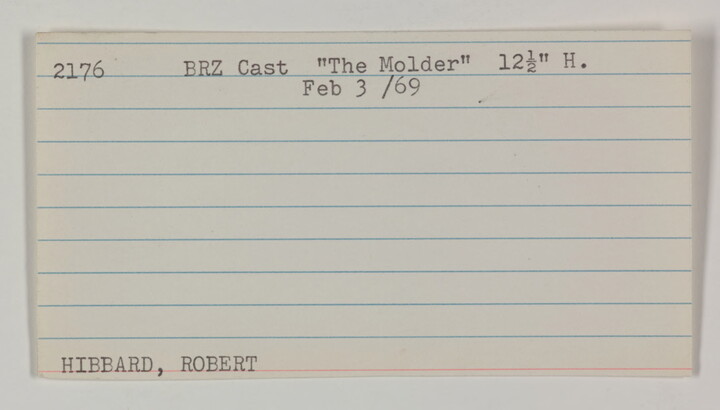 2176 BRZ Cast "The Molder" 12½" H.
Feb 3 /69
HIBBARD, ROBERT